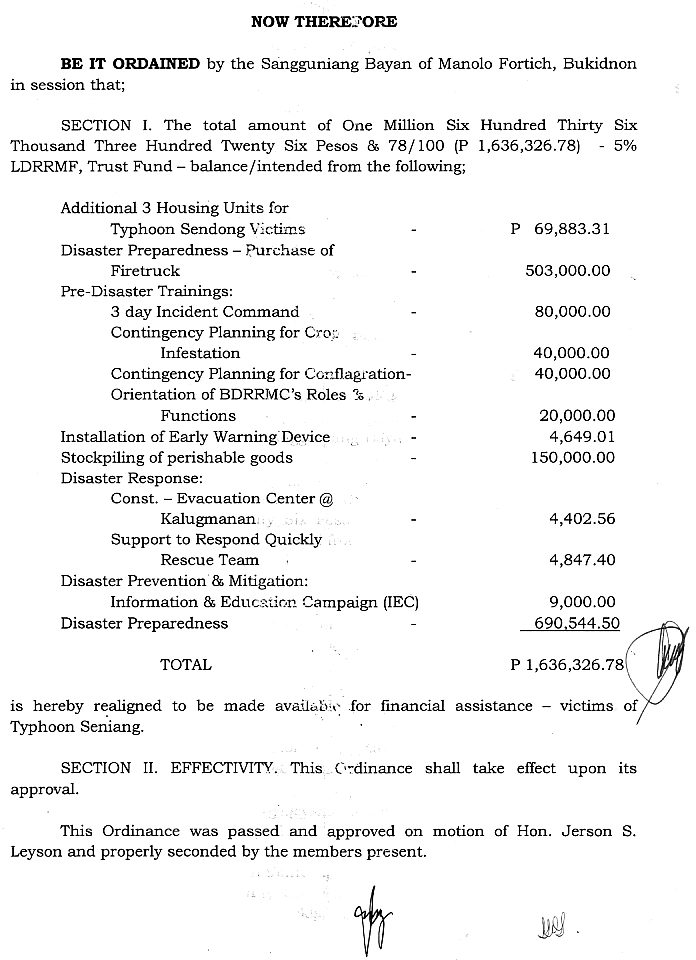 NOW THEREFORE
BE IT ORDAINED by the Sangguniang Bayan of Manolo Fortich, Bukidnon
in session that;
SECTION I. The total amount of One Million Six Hundred Thirty Six
Thousand Three Hundred Twenty Six Pesos & 78/100 (P 1,636,326.78) - 5%
LDRRMF, Trust Fund – balance/intended from the following;
Additional 3 Housing Units for
Typhoon Sendong Victims - P 69,883.31
Disaster Preparedness – Purchase of
Firetruck - 503,000.00
Pre-Disaster Trainings:
3 day Incident Command - 80,000.00
Contingency Planning for Crop
Infestation - 40,000.00
Contingency Planning for Conflagration- 40,000.00
Orientation of BDRRMC's Roles &
Functions - 20,000.00
Installation of Early Warning Device - 4,649.01
Stockpiling of perishable goods - 150,000.00
Disaster Response:
Const. – Evacuation Center @
Kalugmanan - 4,402.56
Support to Respond Quickly
Rescue Team - 4,847.40
Disaster Prevention & Mitigation:
Information & Education Campaign (IEC) 9,000.00
Disaster Preparedness - 690,544.50
TOTAL P 1,636,326.78
is hereby realigned to be made available for financial assistance – victims of
Typhoon Seniang.
SECTION II. EFFECTIVITY. This Ordinance shall take effect upon its
approval.
This Ordinance was passed and approved on motion of Hon. Jerson S.
Leyson and properly seconded by the members present.